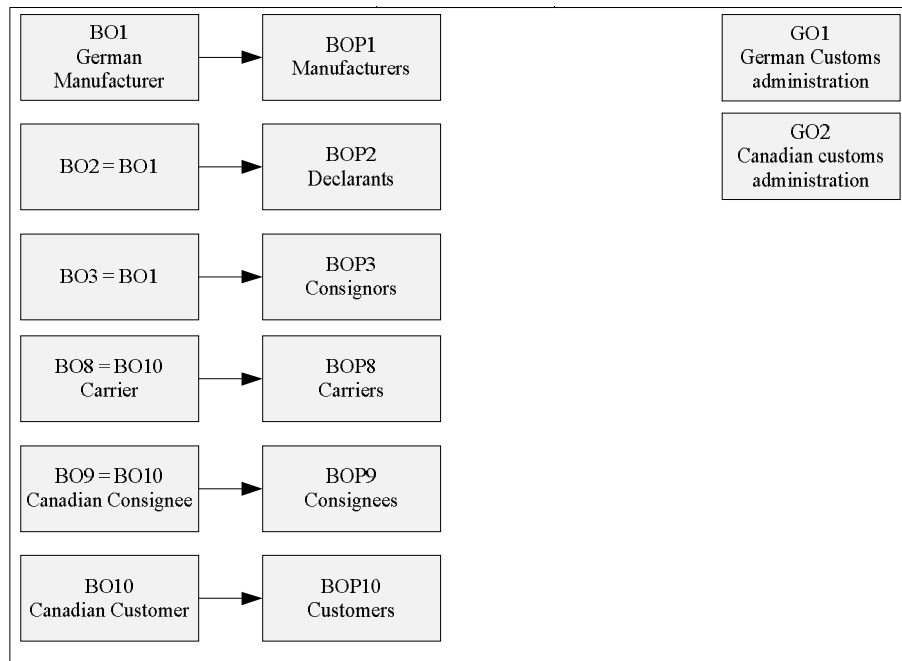 BO1
German
Manufacturer
BOP1
Manufacturers
GO1
German Customs
administration
BO2 = BO1
BOP2
Declarants
GO2
Canadian customs
administration
BO3 = BO1
BOP3
Consignors
BO8 = BO10
Carrier
BOP8
Carriers
BO9 = BO10
Canadian Consignee
BOP9
Consignees
BO10
Canadian Customer
BOP10
Customers